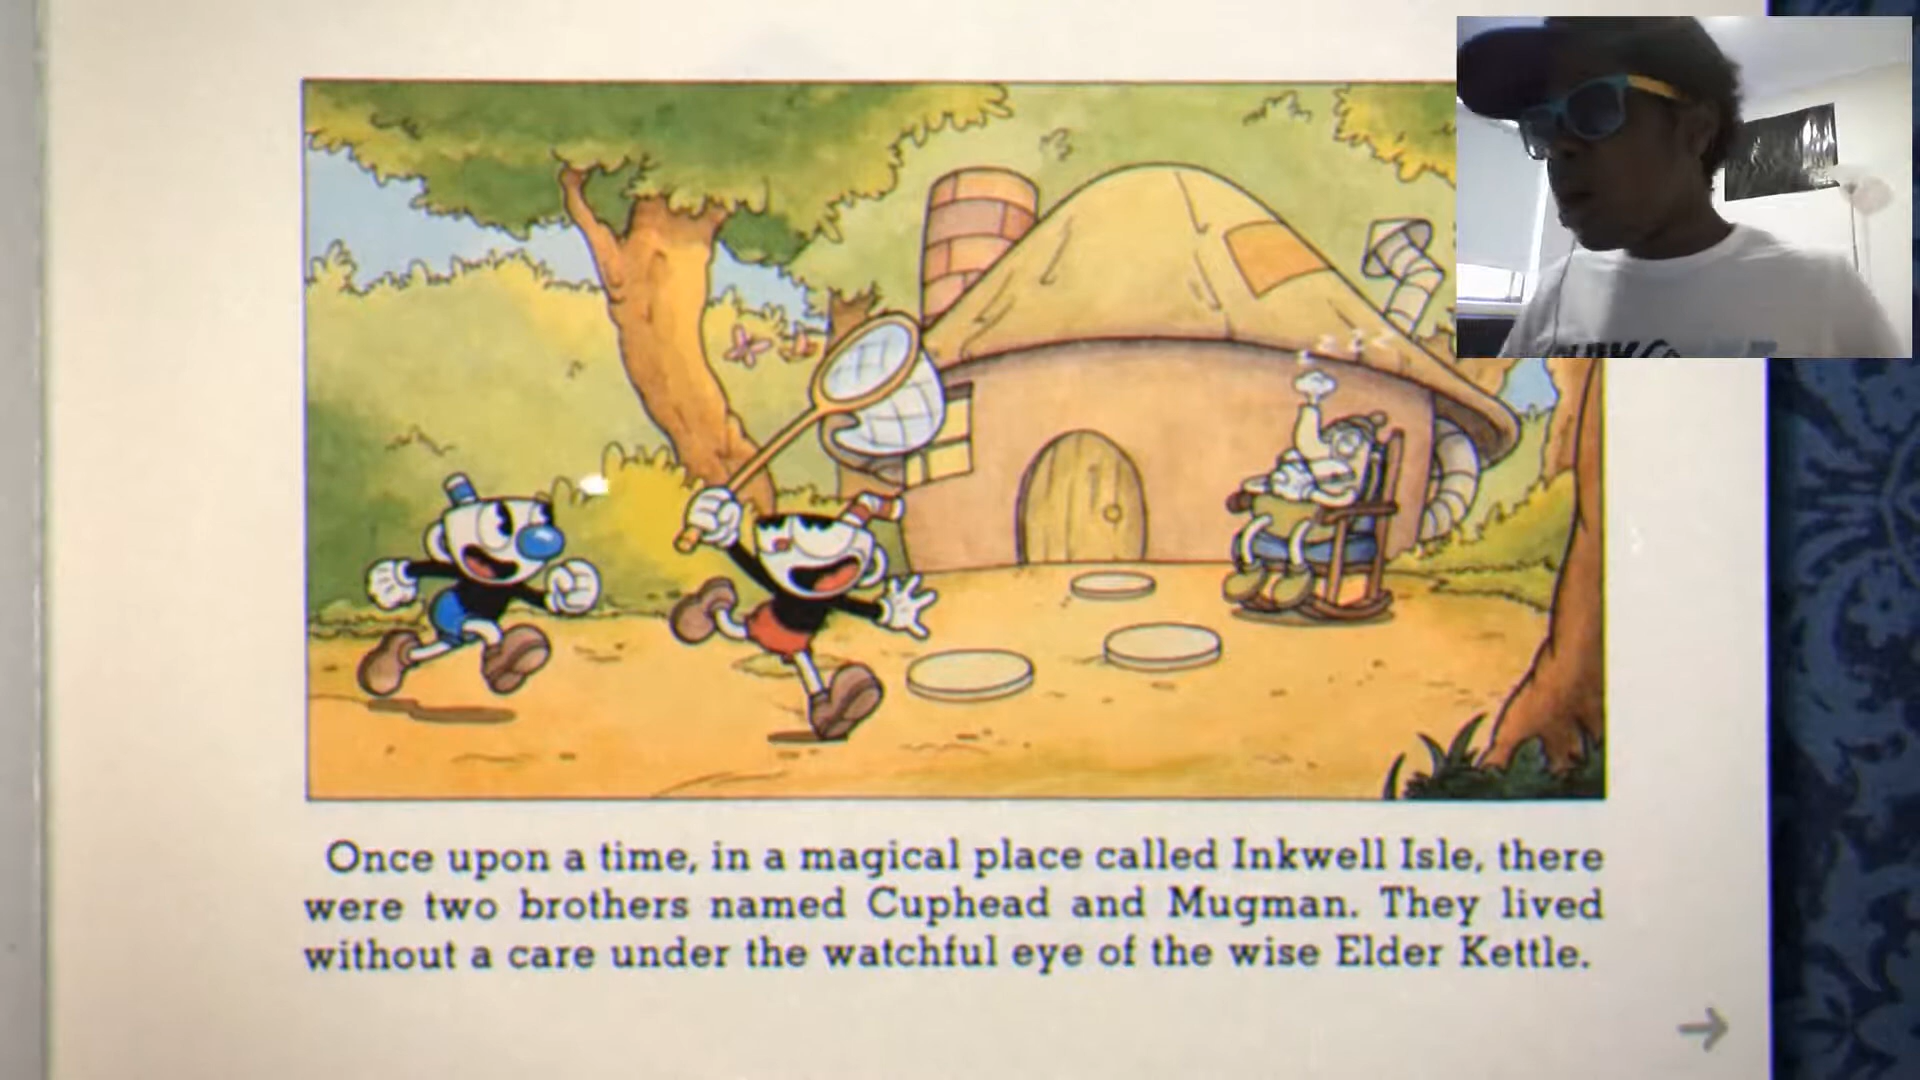 z z z z
Once upon a time, in a magical place called Inkwell Isle, there
were two brothers named Cuphead and Mugman. They lived
without a care under the watchful eye of the wise Elder Kettle.